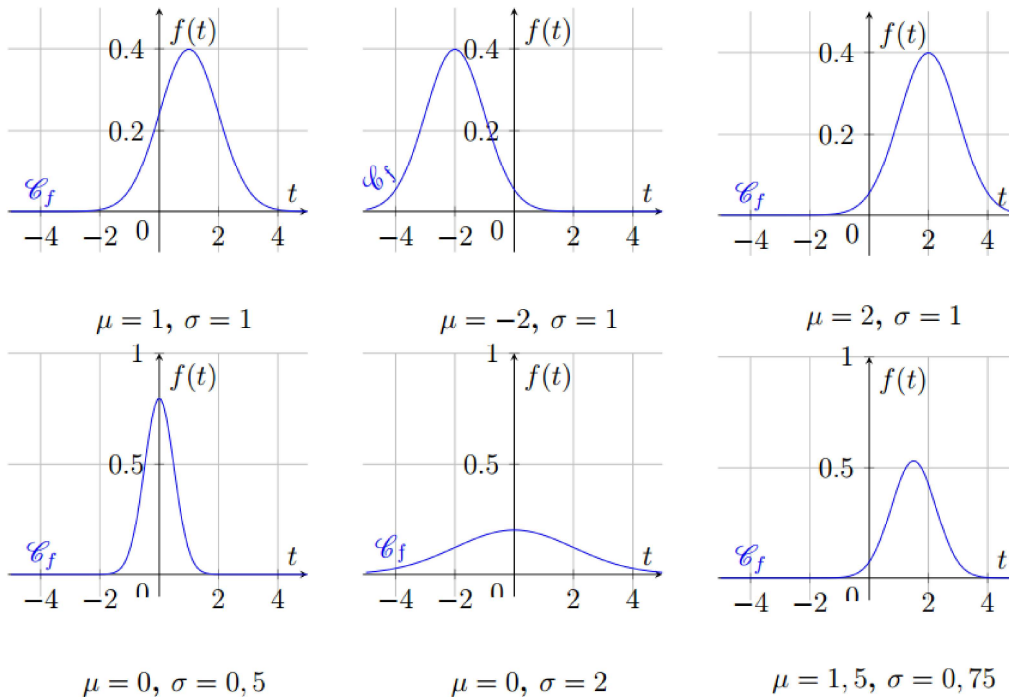 f(t) f(t) f(t)
0.4 0.4 0.4
0.2 0.2 0.2
𝒞f t 𝒞f t 𝒞f t
−4 −2 0 2 4 −4 −2 0 2 4 −4 −2 0 2 4
μ = 1, σ = 1 μ = −2, σ = 1 μ = 2, σ = 1
1 1 1
f(t) f(t) f(t)
0.5 0.5 0.5
𝒞f t 𝒞f t 𝒞f t
−4 −2 0 2 4 −4 −2 0 2 4 −4 −2 0 2 4
μ = 0, σ = 0,5 μ = 0, σ = 2 μ = 1,5, σ = 0,75